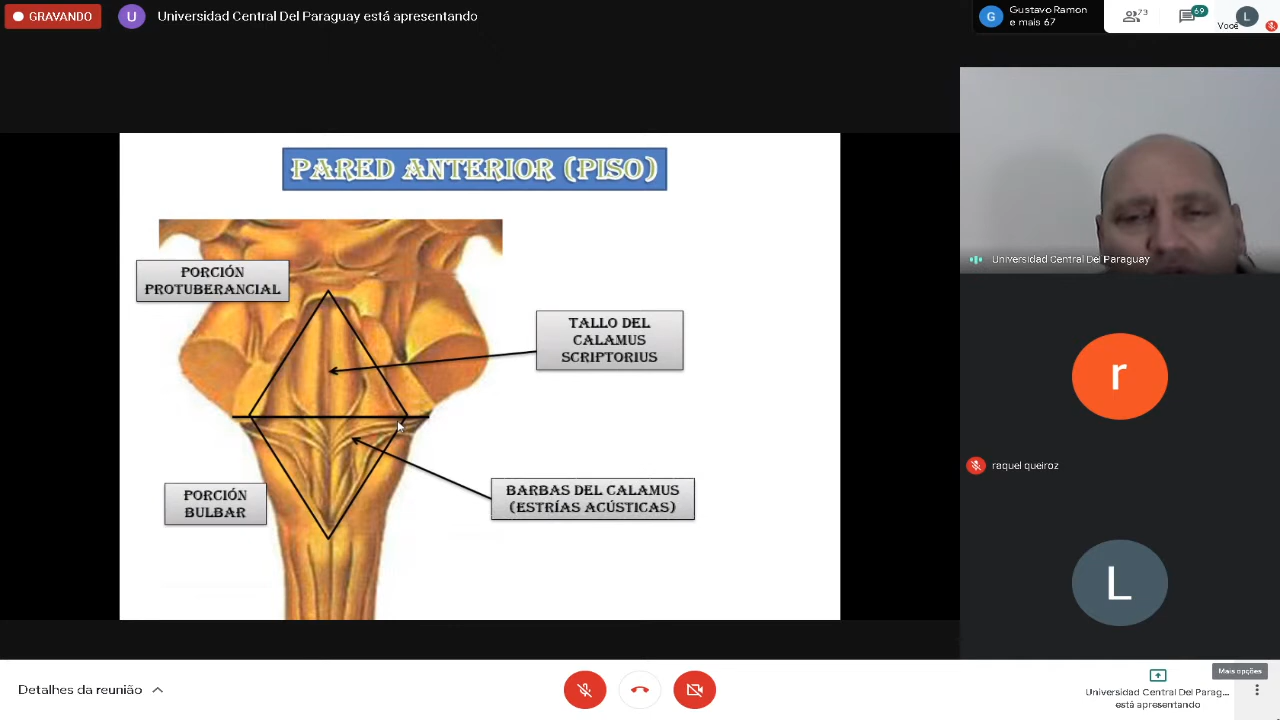 GRAVANDO
U
Universidad Central Del Paraguay está apresentando
G
Gustavo Ramon
e mais 67
73
69
L
Você
PARED ANTERIOR (PISO)
PORCIÓN
PROTUBERANCIAL
TALLO DEL
CALAMUS
SCRIPTORIUS
PORCIÓN
BULBAR
BARBAS DEL CALAMUS
(ESTRÍAS ACÚSTICAS)
Universidad Central Del Paraguay
r
raquel queiroz
L
Detalhes da reunião
Mais opções
Universidad Central Del Parag...
está apresentando